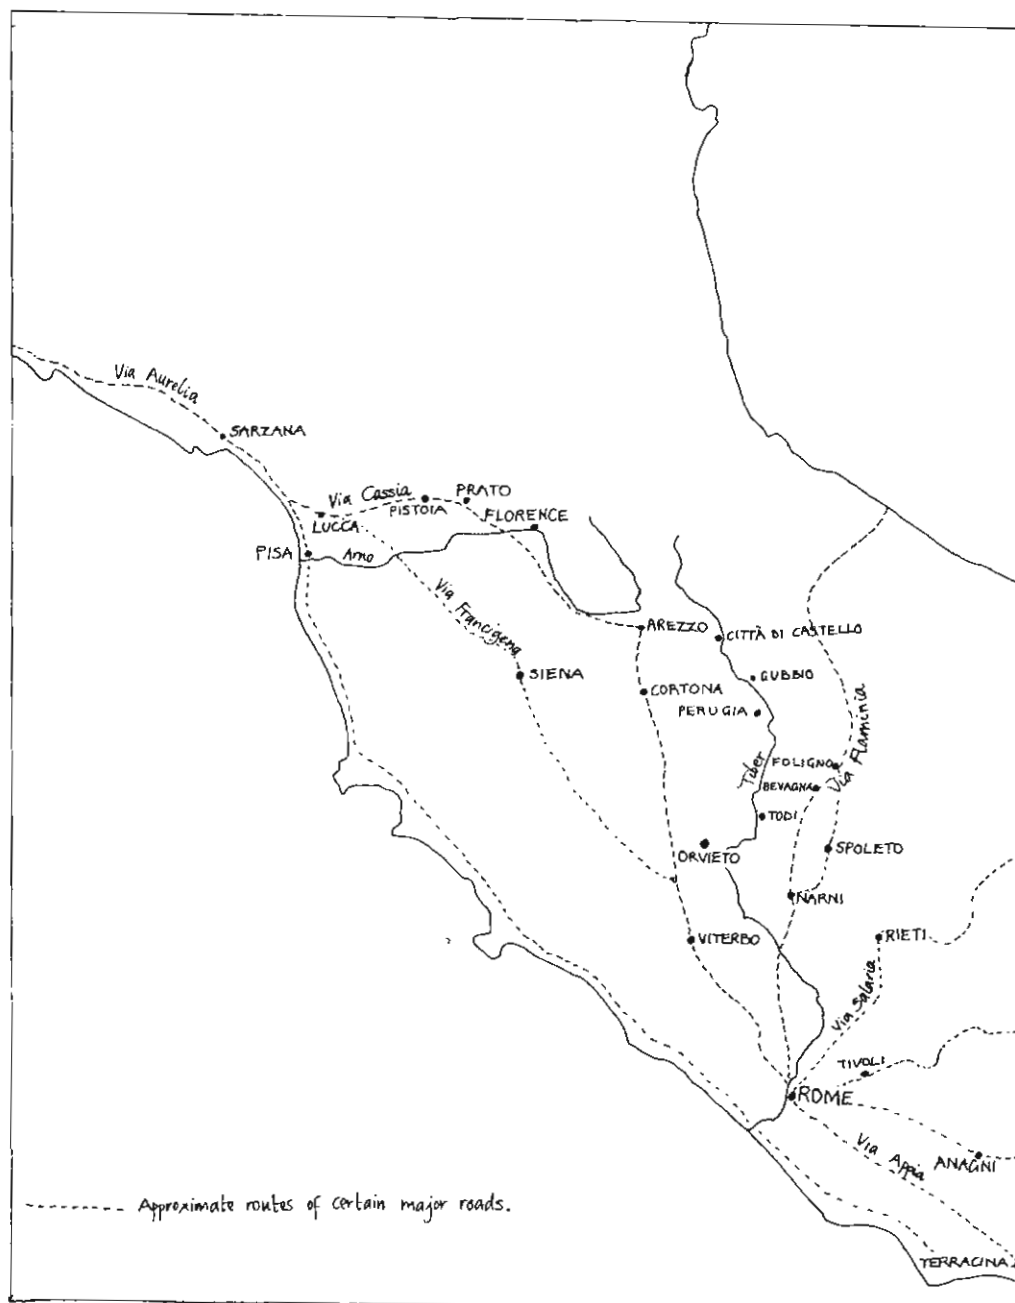 Via Aurelia
SARZANA
Via Cassia
PRATO
PISTOIA
FLORENCE
LUCCA
PISA
Arno
Via Francigena
AREZZO
CITTÀ DI CASTELLO
SIENA
GUBBIO
CORTONA
PERUGIA
Via Flaminia
Tiber
FOLIGNO
BEVAGNA
TODI
ORVIETO
SPOLETO
NARNI
VITERBO
RIETI
Via Salaria
TIVOLI
ROME
Via Appia
ANAGNI
Approximate routes of certain major roads.
TERRACINA